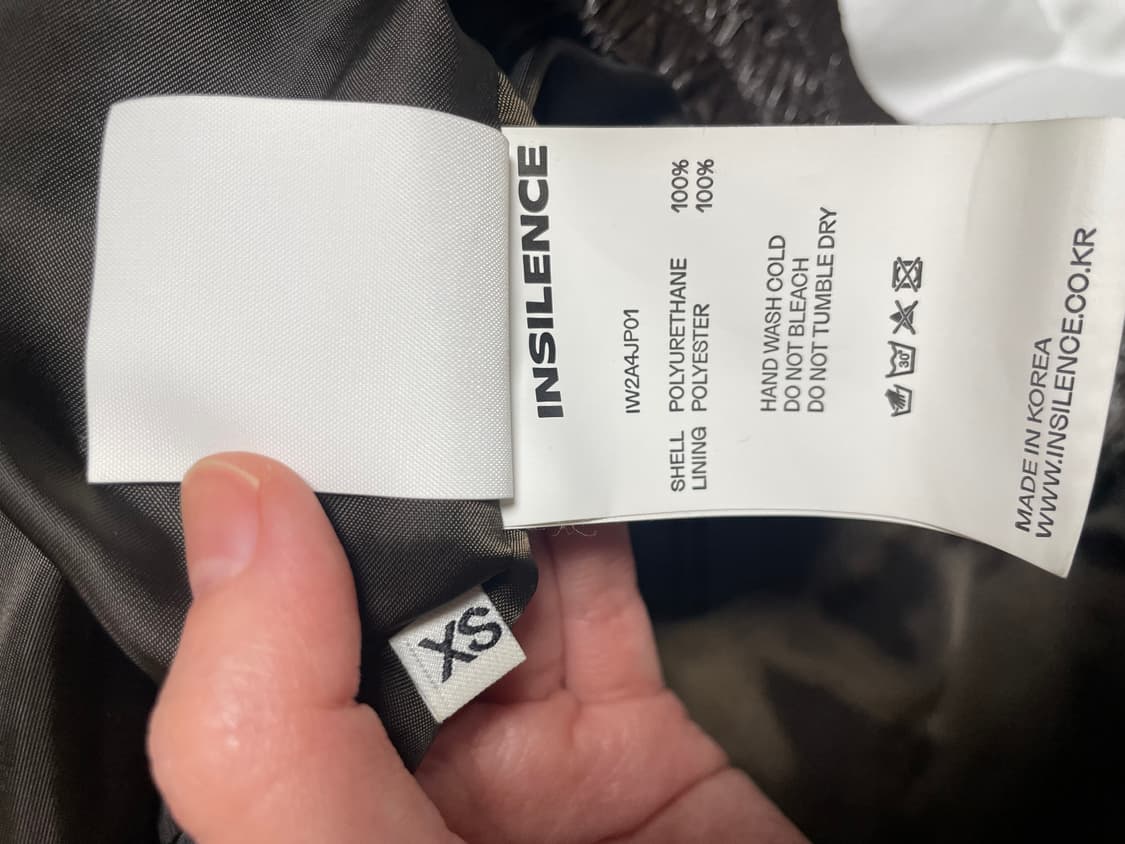 INSILENCE
IW2A4JP01
SHELL POLYURETHANE 100%
LINING POLYESTER 100%
HAND WASH COLD
DO NOT BLEACH
DO NOT TUMBLE DRY
30°
MADE IN KOREA
WWW.INSILENCE.CO.KR
XS